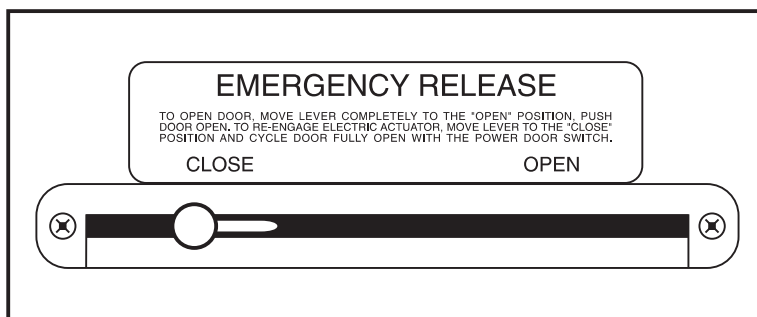 EMERGENCY RELEASE
TO OPEN DOOR, MOVE LEVER COMPLETELY TO THE "OPEN" POSITION, PUSH
DOOR OPEN. TO RE-ENGAGE ELECTRIC ACTUATOR, MOVE LEVER TO THE "CLOSE"
POSITION AND CYCLE DOOR FULLY OPEN WITH THE POWER DOOR SWITCH.
CLOSE OPEN